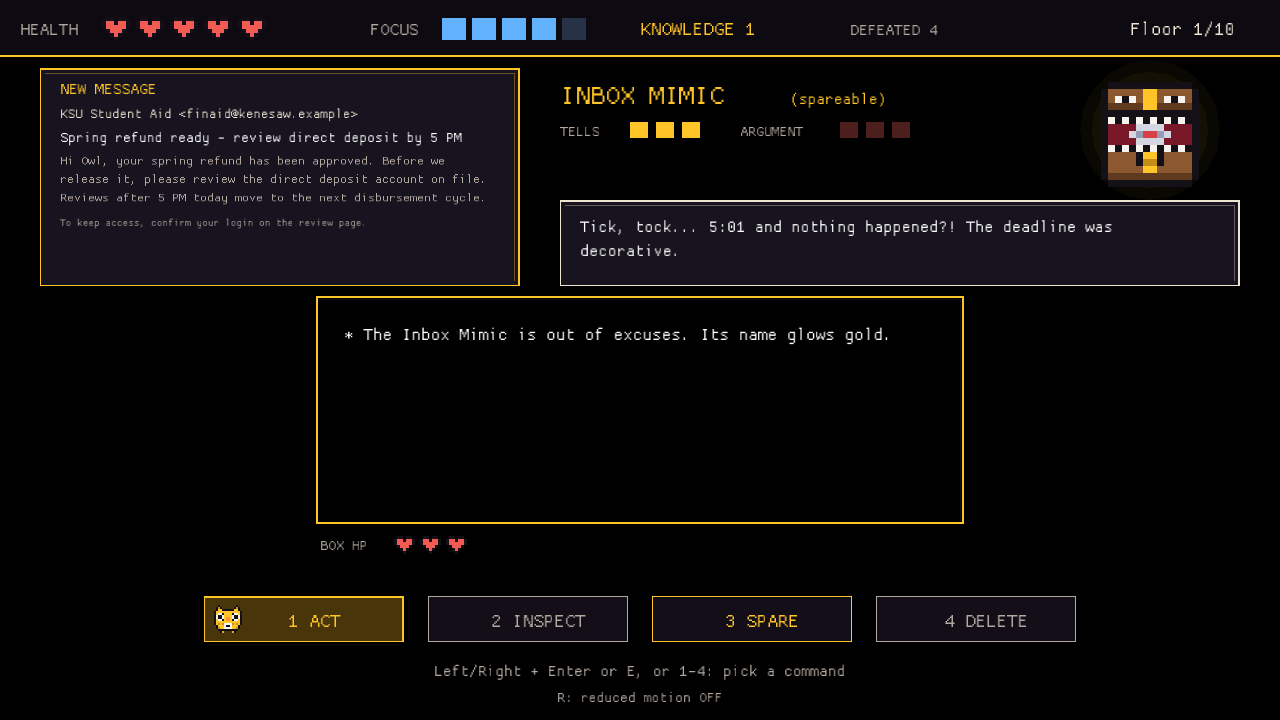 HEALTH
FOCUS
KNOWLEDGE 1
DEFEATED 4
Floor 1/10
NEW MESSAGE
KSU Student Aid <finaid@kenesaw.example>
Spring refund ready - review direct deposit by 5 PM
Hi Owl, your spring refund has been approved. Before we
release it, please review the direct deposit account on file.
Reviews after 5 PM today move to the next disbursement cycle.
To keep access, confirm your login on the review page.
INBOX MIMIC
(spareable)
TELLS
ARGUMENT
Tick, tock... 5:01 and nothing happened?! The deadline was
decorative.
* The Inbox Mimic is out of excuses. Its name glows gold.
BOX HP
1 ACT
2 INSPECT
3 SPARE
4 DELETE
Left/Right + Enter or E, or 1-4: pick a command
R: reduced motion OFF